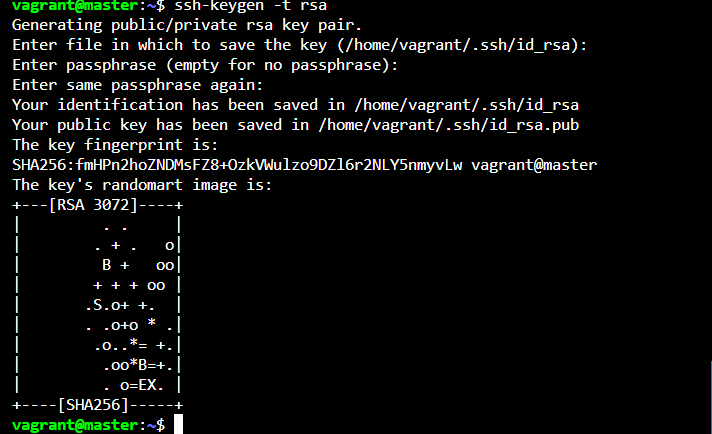 vagrant@master:~$ ssh-keygen -t rsa
Generating public/private rsa key pair.
Enter file in which to save the key (/home/vagrant/.ssh/id_rsa):
Enter passphrase (empty for no passphrase):
Enter same passphrase again:
Your identification has been saved in /home/vagrant/.ssh/id_rsa
Your public key has been saved in /home/vagrant/.ssh/id_rsa.pub
The key fingerprint is:
SHA256:fmHPn2hoZNDMsFZ8+OzkVWulzo9DZl6r2NLY5nmyvLw vagrant@master
The key's randomart image is:
+---[RSA 3072]----+
|         . .     |
|        . + .   o|
|         B +   oo|
|        + + + oo |
|       .S.o+ +.  |
|       . .o+o * .|
|        .o..*= +.|
|         .oo*B=+.|
|         . o=EX. |
+----[SHA256]-----+
vagrant@master:~$